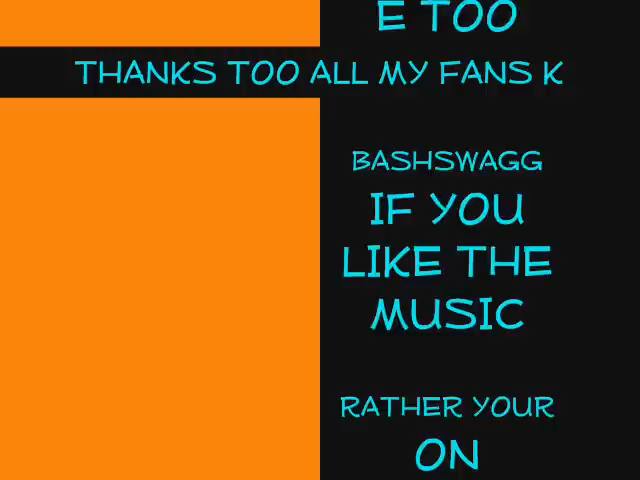 E TOO
THANKS TOO ALL MY FANS K
BASHSWAGG
IF YOU
LIKE THE
MUSIC
RATHER YOUR
ON